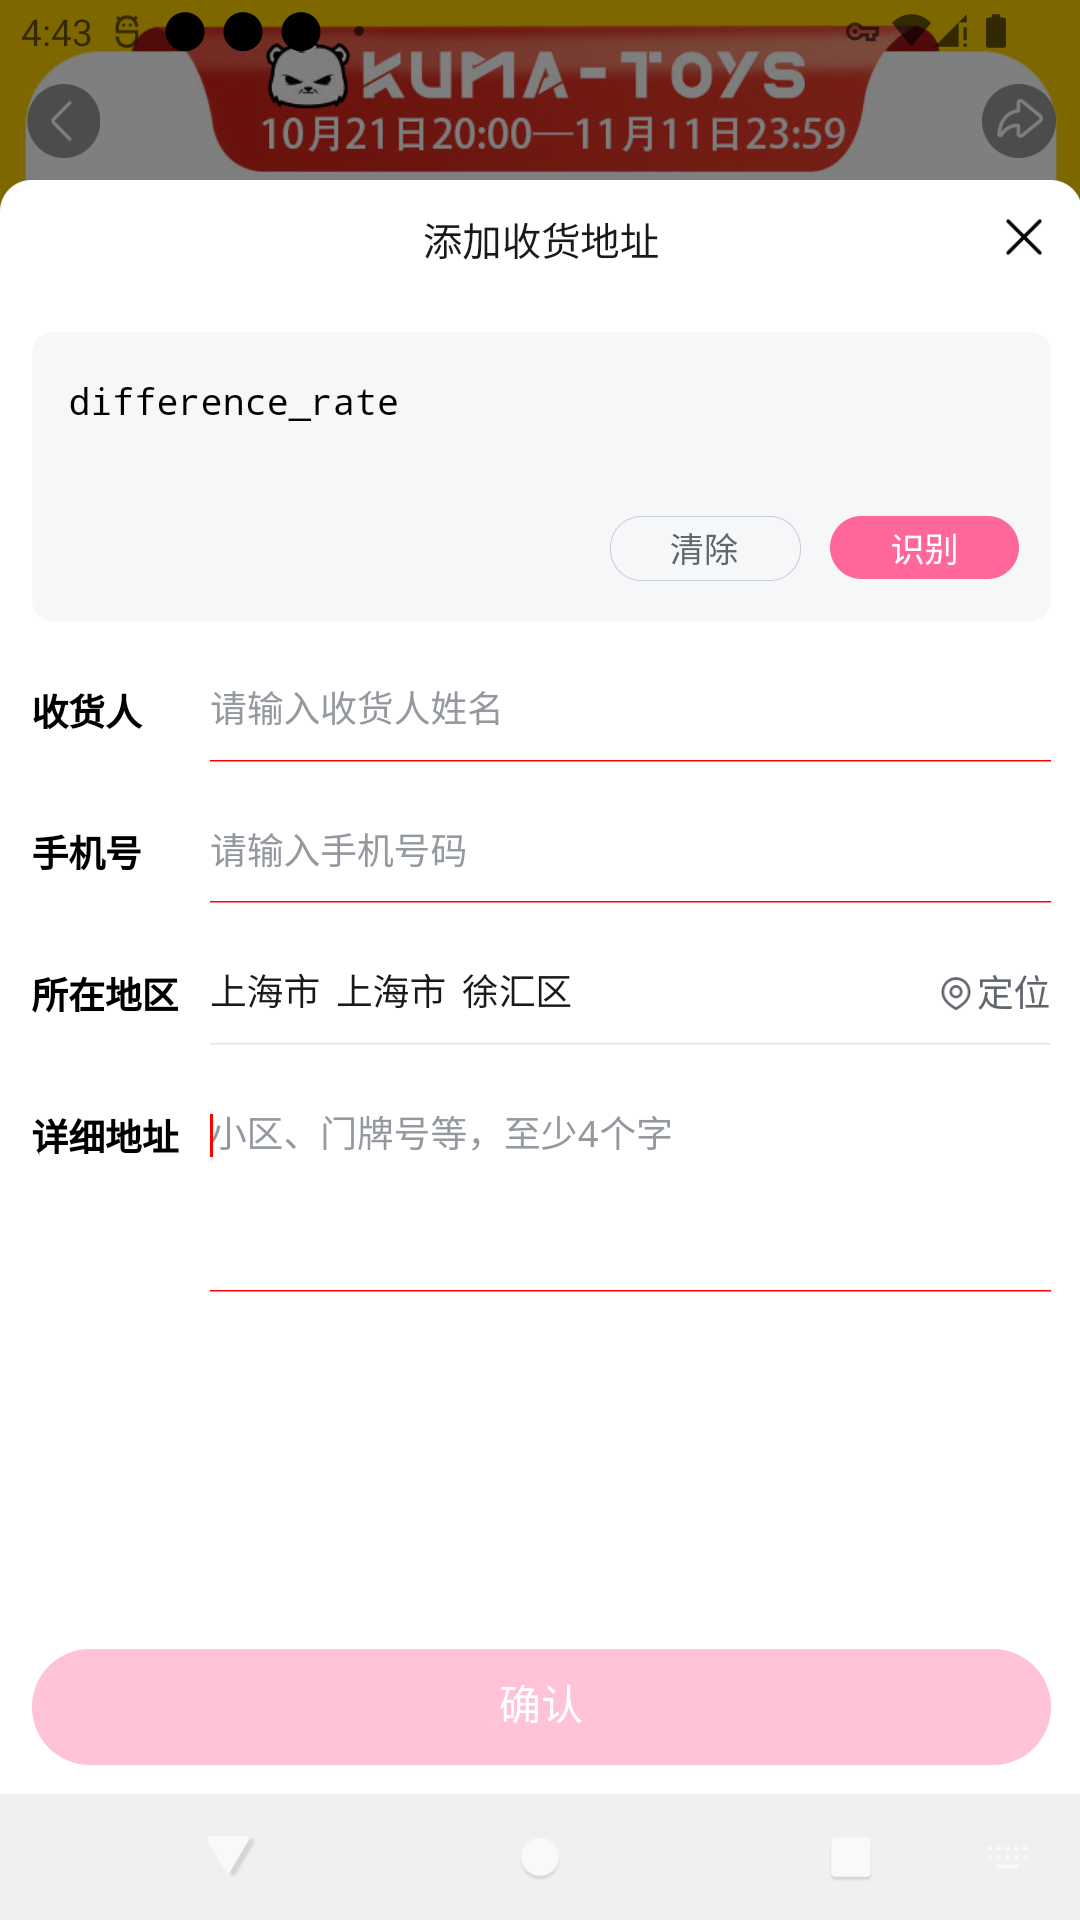 4:43
KUMA-TOYS
10月21日20:00—11月11日23:59
添加收货地址
difference_rate
清除
识别
收货人 请输入收货人姓名
手机号 请输入手机号码
所在地区 上海市 上海市 徐汇区 定位
详细地址 小区、门牌号等，至少4个字
确认